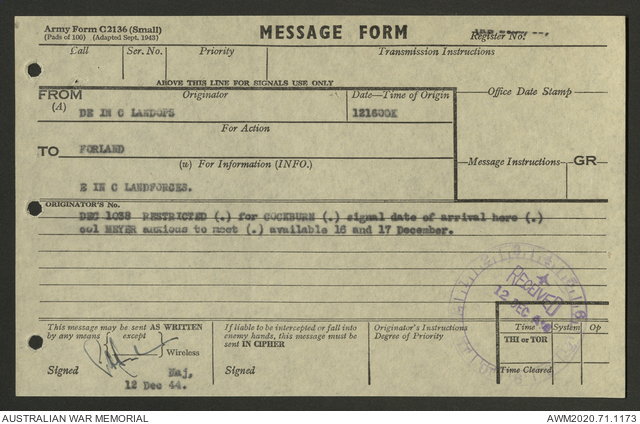 Army Form C2136 (Small) MESSAGE FORM Register No.
(Pads of 100) (Adapted Sept. 1943)
Call Ser. No. Priority Transmission Instructions
ABOVE THIS LINE FOR SIGNALS USE ONLY
FROM Originator Date—Time of Origin Office Date Stamp
(A) DE IN C LANDOPS 121600K
For Action
TO FORLAND
(w) For Information (INFO.) Message Instructions GR
E IN C LANDFORCES.
ORIGINATOR'S No.
DEC 1038 RESTRICTED (.) for COCKBURN (.) signal date of arrival here (.)
col MEYER anxious to meet (.) available 16 and 17 December.
RECEIVED
12 DEC
This message may be sent AS WRITTEN If liable to be intercepted or fall into Originator's Instructions Time System Op
by any means except enemy hands, this message must be Degree of Priority THI or TOR
Wireless sent IN CIPHER
Signed Maj, Signed Time Cleared
12 Dec 44.
AUSTRALIAN WAR MEMORIAL AWM2020.71.1173